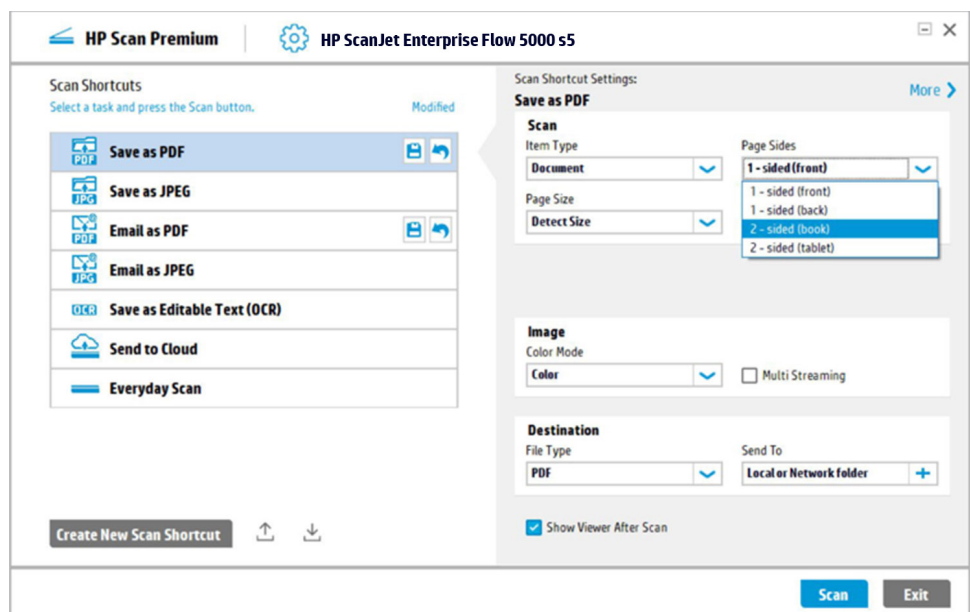 HP Scan Premium
HP ScanJet Enterprise Flow 5000 s5
Scan Shortcuts
Select a task and press the Scan button.
Modified
PDF
Save as PDF
JPG
Save as JPEG
PDF
Email as PDF
JPG
Email as JPEG
OCR
Save as Editable Text (OCR)
Send to Cloud
Everyday Scan
Create New Scan Shortcut
Scan Shortcut Settings:
Save as PDF
More
Scan
Item Type
Document
Page Sides
1 - sided (front)
1 - sided (front)
1 - sided (back)
2 - sided (book)
2 - sided (tablet)
Page Size
Detect Size
Image
Color Mode
Color
Multi Streaming
Destination
File Type
PDF
Send To
Local or Network folder
Show Viewer After Scan
Scan
Exit